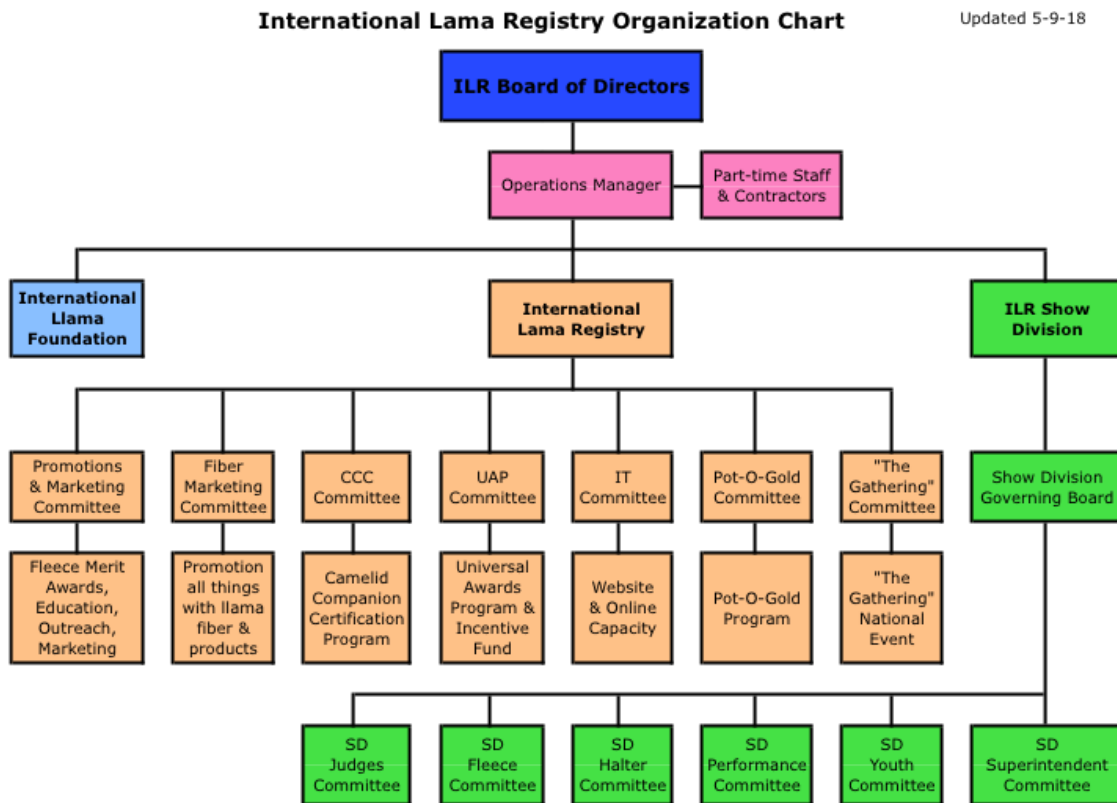 International Lama Registry Organization Chart
Updated 5-9-18
ILR Board of Directors
Operations Manager
Part-time Staff
& Contractors
International
Llama
Foundation
International
Lama Registry
ILR Show
Division
Promotions
& Marketing
Committee
Fiber
Marketing
Committee
CCC
Committee
UAP
Committee
IT
Committee
Pot-O-Gold
Committee
"The
Gathering"
Committee
Show Division
Governing Board
Fleece Merit
Awards,
Education,
Outreach,
Marketing
Promotion
all things
with llama
fiber &
products
Camelid
Companion
Certification
Program
Universal
Awards
Program &
Incentive
Fund
Website
& Online
Capacity
Pot-O-Gold
Program
"The
Gathering"
National
Event
SD
Judges
Committee
SD
Fleece
Committee
SD
Halter
Committee
SD
Performance
Committee
SD
Youth
Committee
SD
Superintendent
Committee